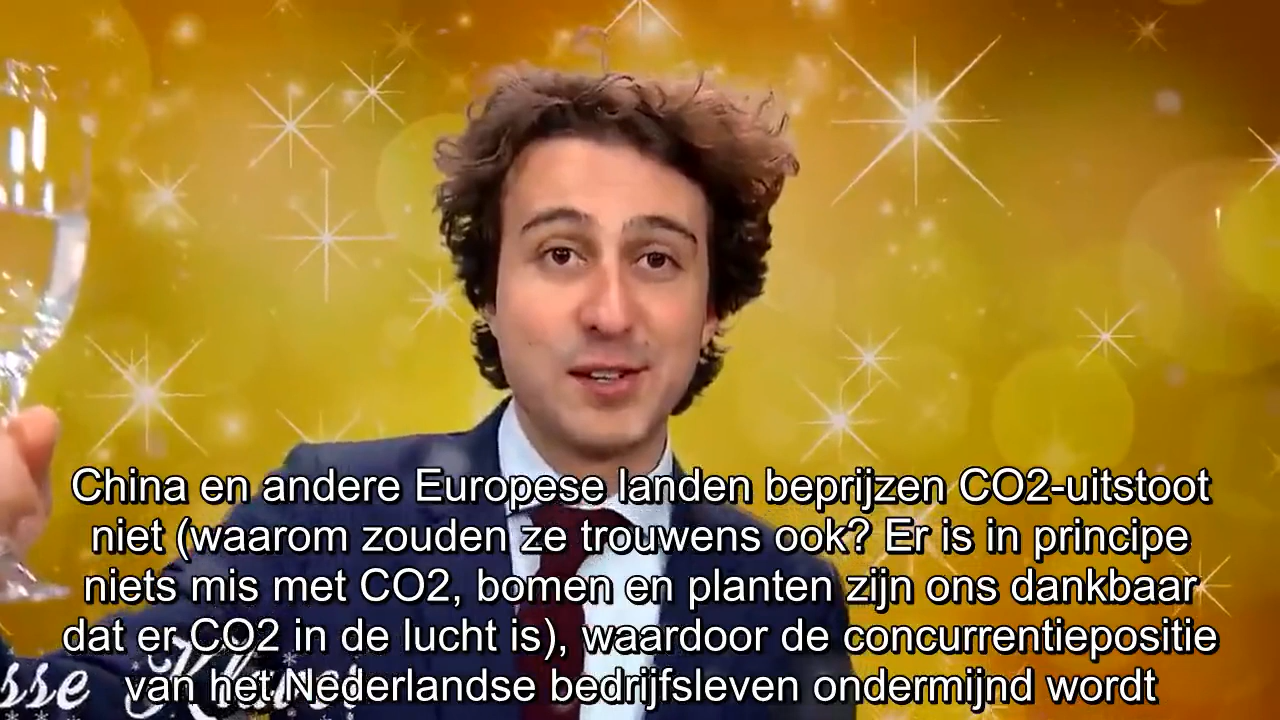 China en andere Europese landen beprijzen CO2-uitstoot
niet (waarom zouden ze trouwens ook? Er is in principe
niets mis met CO2, bomen en planten zijn ons dankbaar
dat er CO2 in de lucht is), waardoor de concurrentiepositie
van het Nederlandse bedrijfsleven ondermijnd wordt
sse